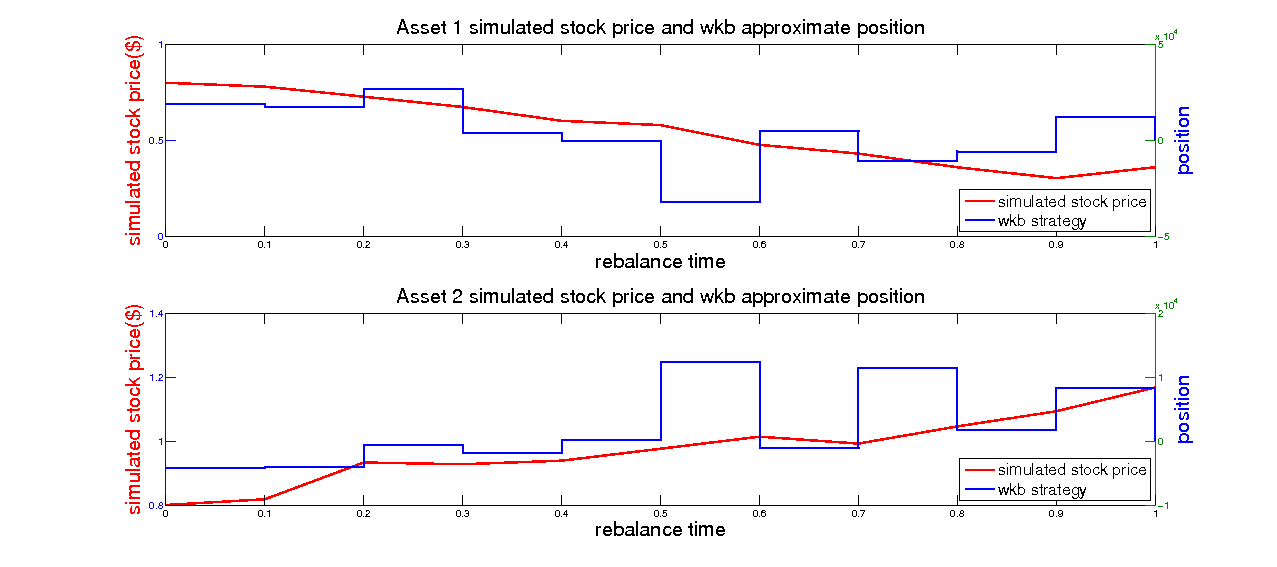 Asset 1 simulated stock price and wkb approximate position
simulated stock price($)
1
0.5
0
x 10^4
5
0
-5
position
simulated stock price
wkb strategy
0 0.1 0.2 0.3 0.4 0.5 0.6 0.7 0.8 0.9 1
rebalance time
Asset 2 simulated stock price and wkb approximate position
simulated stock price($)
1.4
1.2
1
0.8
x 10^4
2
1
0
-1
position
simulated stock price
wkb strategy
0 0.1 0.2 0.3 0.4 0.5 0.6 0.7 0.8 0.9 1
rebalance time